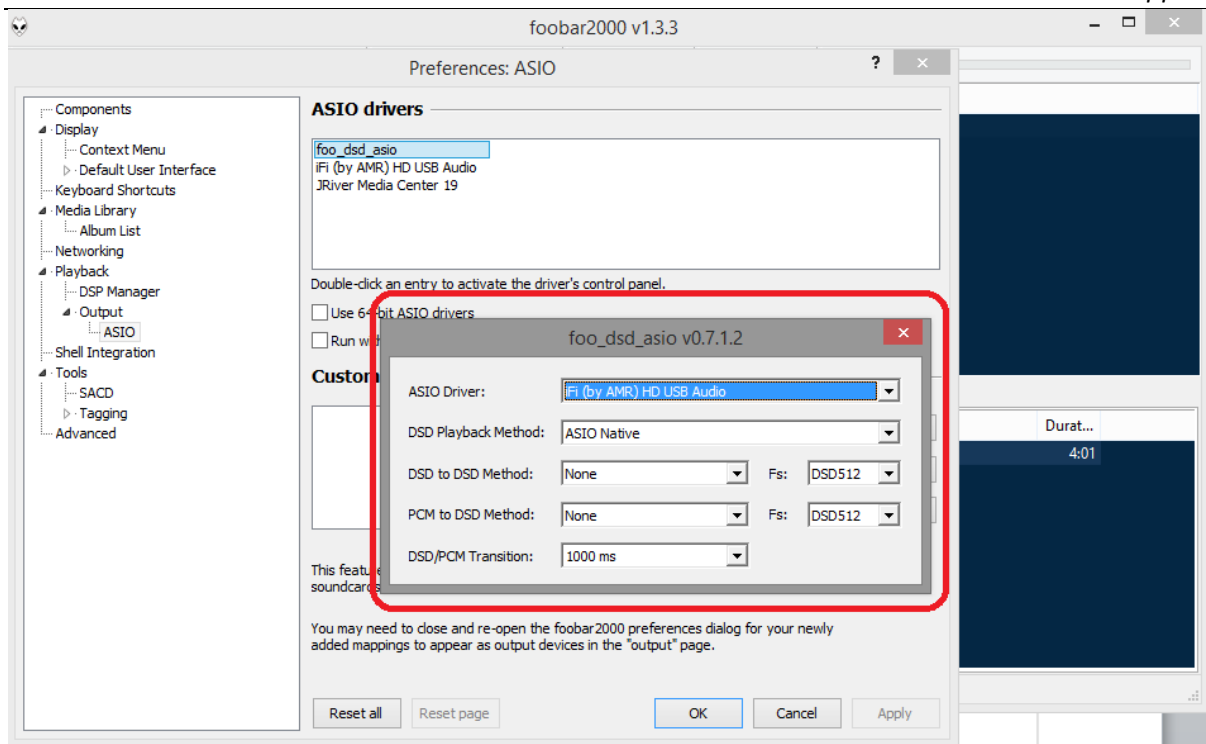 foobar2000 v1.3.3
Preferences: ASIO
?
Components
Display
Context Menu
Default User Interface
Keyboard Shortcuts
Media Library
Album List
Networking
Playback
DSP Manager
Output
ASIO
Shell Integration
Tools
SACD
Tagging
Advanced
ASIO drivers
foo_dsd_asio
iFi (by AMR) HD USB Audio
JRiver Media Center 19
Double-click an entry to activate the driver's control panel.
Use 64-bit ASIO drivers
Run
Custom
foo_dsd_asio v0.7.1.2
ASIO Driver: iFi (by AMR) HD USB Audio
DSD Playback Method: ASIO Native
DSD to DSD Method: None Fs: DSD512
PCM to DSD Method: None Fs: DSD512
DSD/PCM Transition: 1000 ms
This
soundcards
You may need to close and re-open the foobar2000 preferences dialog for your newly
added mappings to appear as output devices in the "output" page.
Reset all Reset page OK Cancel Apply
Durat...
4:01